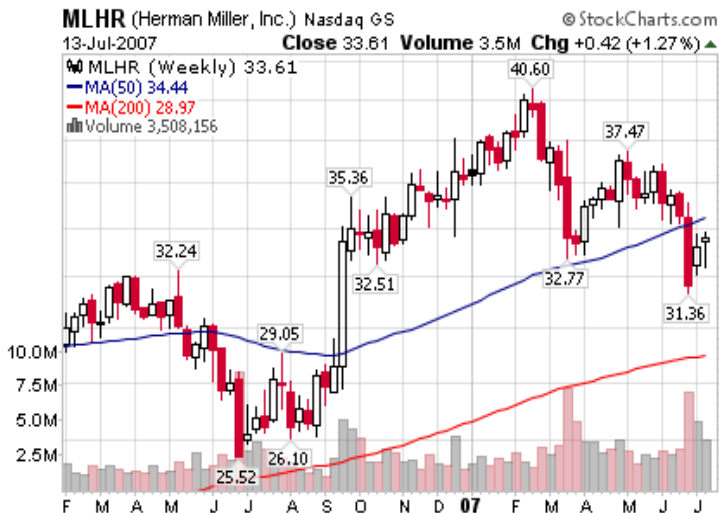 MLHR (Herman Miller, Inc.) Nasdaq GS © StockCharts.com
13-Jul-2007 Close 33.61 Volume 3.5M Chg +0.42 (+1.27%)
MLHR (Weekly) 33.61
MA(50) 34.44
MA(200) 28.97
Volume 3,508,156
40.60
37.47
35.36
32.24
32.51
32.77
31.36
29.05
10.0M
7.5M
5.0M
2.5M
26.10
25.52
F M A M J J A S O N D 07 F M A M J J